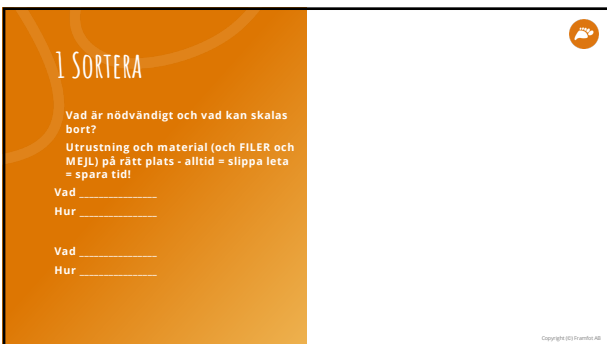 1 Sortera
Vad är nödvändigt och vad kan skalas
bort?
Utrustning och material (och FILER och
MEJL) på rätt plats - alltid = slippa leta
= spara tid!
Vad _______________
Hur _______________
Vad _______________
Hur _______________
Copyright (©) Framfot AB